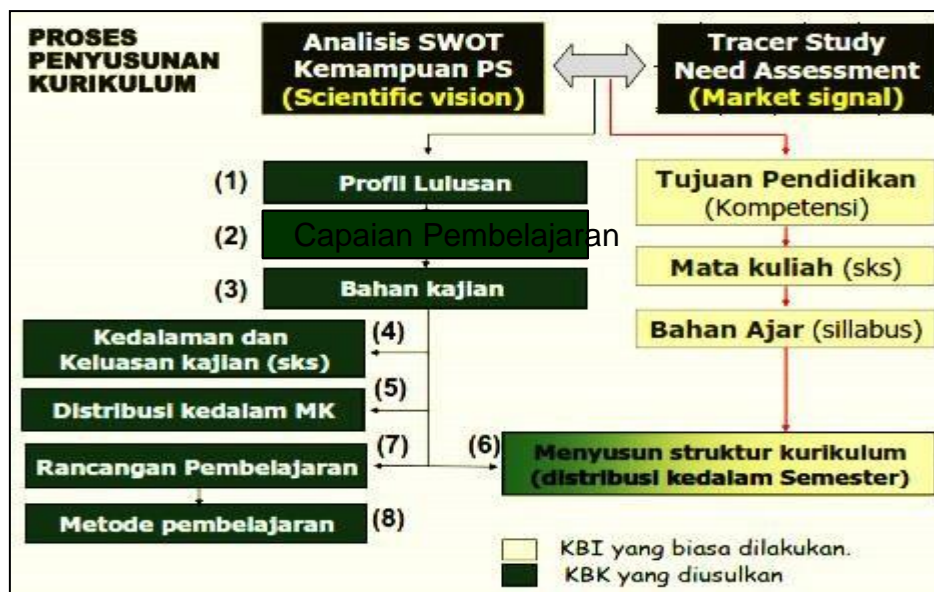 PROSES
PENYUSUNAN
KURIKULUM
Analisis SWOT
Kemampuan PS
(Scientific vision)
Tracer Study
Need Assessment
(Market signal)
(1)
Profil Lulusan
(2)
Capaian Pembelajaran
(3)
Bahan kajian
Tujuan Pendidikan
(Kompetensi)
Mata kuliah (sks)
Bahan Ajar (sillabus)
Kedalaman dan
Keluasan kajian (sks)
(4)
Distribusi kedalam MK
(5)
Rancangan Pembelajaran
(7)
(6)
Menyusun struktur kurikulum
(distribusi kedalam Semester)
Metode pembelajaran
(8)
KBI yang biasa dilakukan.
KBK yang diusulkan